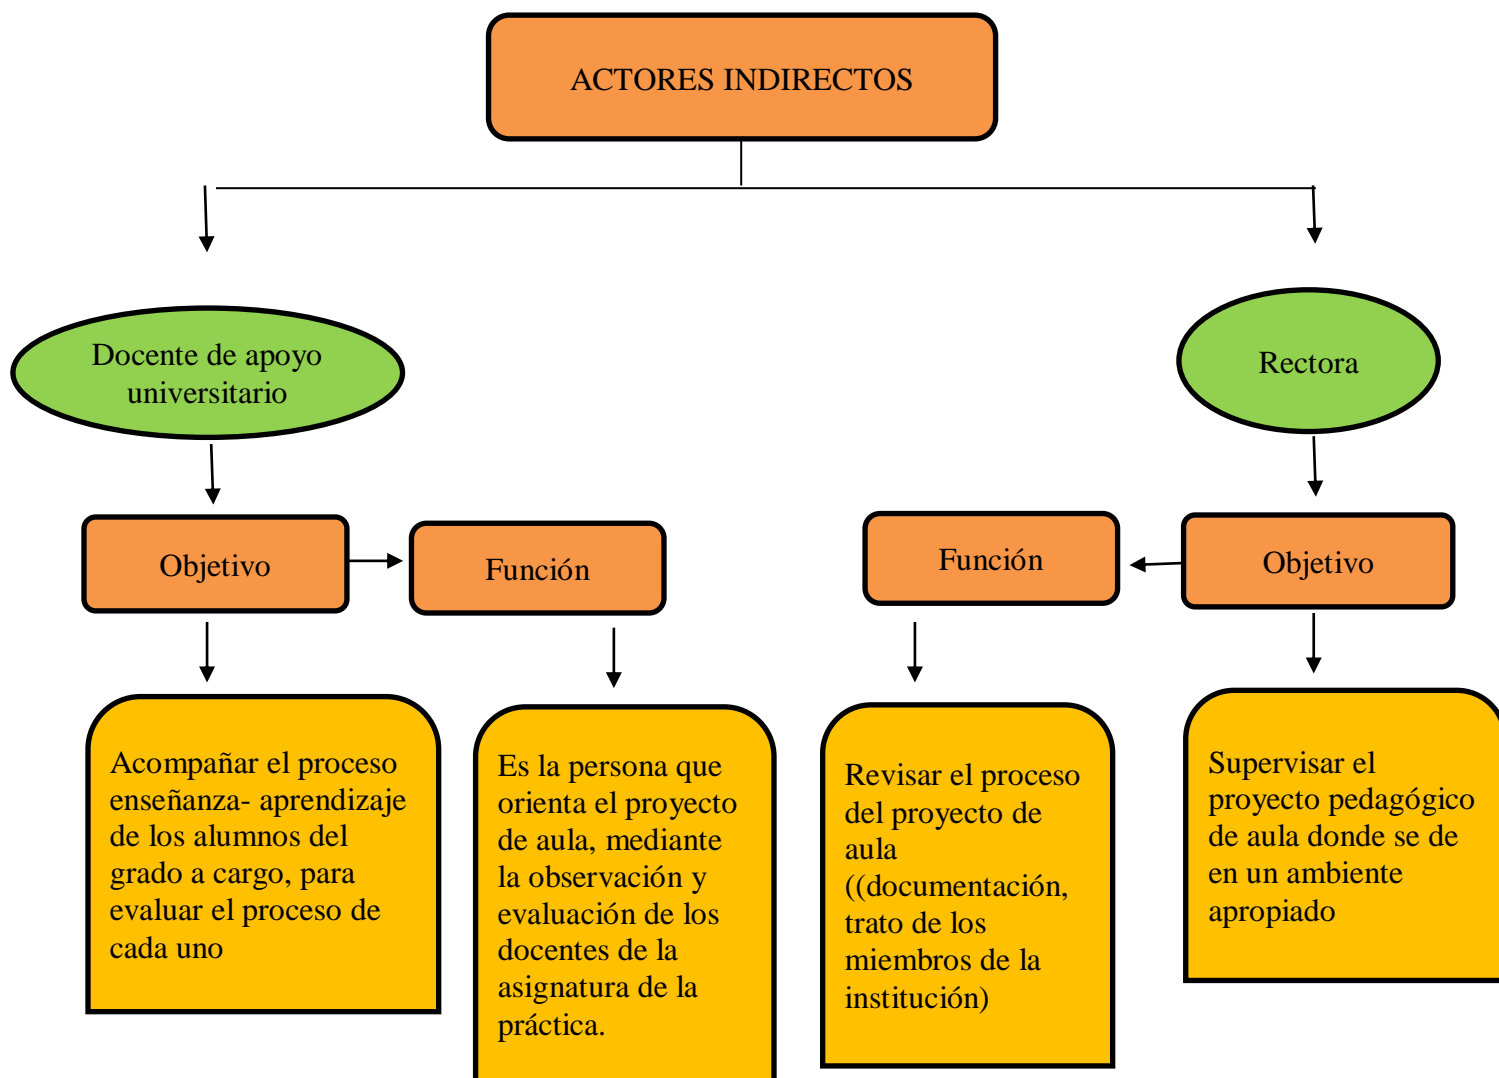 ACTORES INDIRECTOS
Docente de apoyo
universitario
Rectora
Objetivo
Función
Función
Objetivo
Acompañar el proceso
enseñanza- aprendizaje
de los alumnos del
grado a cargo, para
evaluar el proceso de
cada uno
Es la persona que
orienta el proyecto
de aula, mediante
la observación y
evaluación de los
docentes de la
asignatura de la
práctica.
Revisar el proceso
del proyecto de
aula
((documentación,
trato de los
miembros de la
institución)
Supervisar el
proyecto pedagógico
de aula donde se de
en un ambiente
apropiado